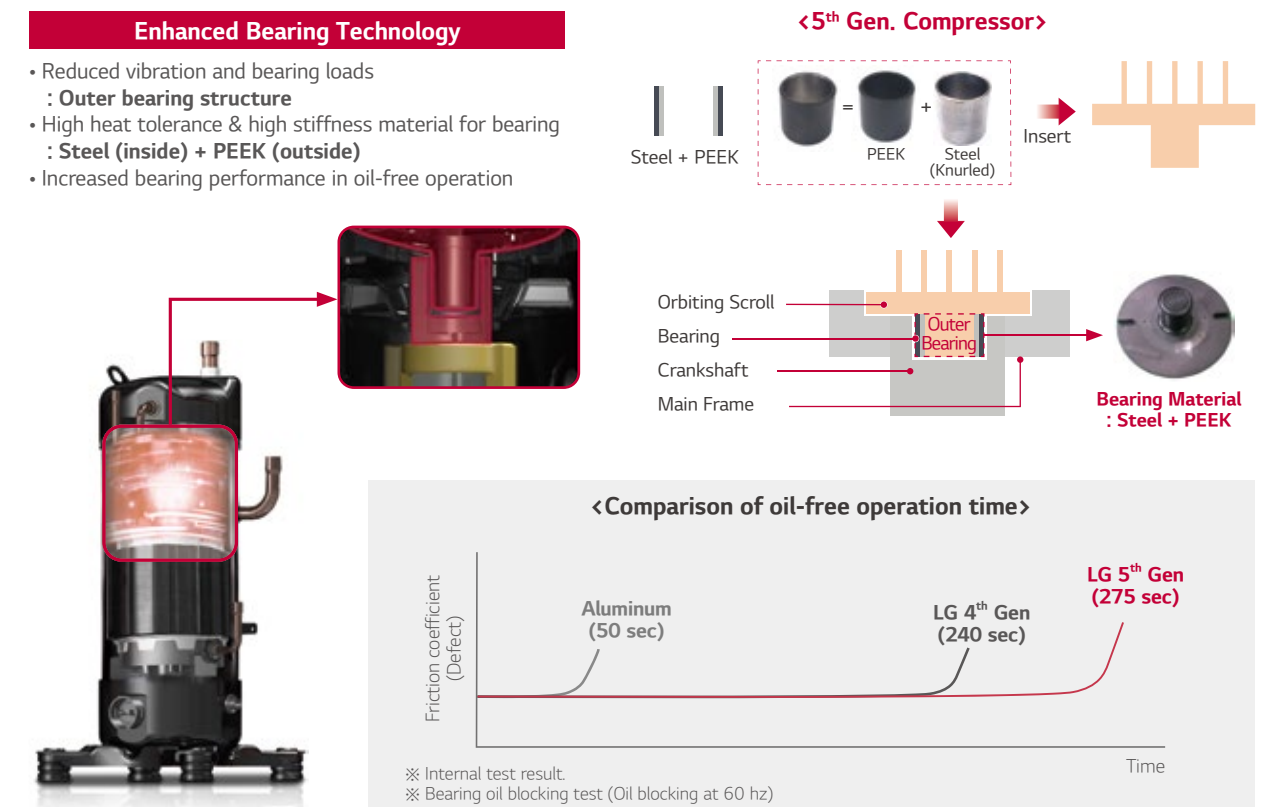 Enhanced Bearing Technology
• Reduced vibration and bearing loads
: Outer bearing structure
• High heat tolerance & high stiffness material for bearing
: Steel (inside) + PEEK (outside)
• Increased bearing performance in oil-free operation
<5th Gen. Compressor>
Steel + PEEK
=
+
PEEK
Steel
(Knurled)
Insert
Orbiting Scroll
Bearing
Crankshaft
Main Frame
Outer
Bearing
Bearing Material
: Steel + PEEK
<Comparison of oil-free operation time>
Friction coefficient
(Defect)
Aluminum
(50 sec)
LG 4th Gen
(240 sec)
LG 5th Gen
(275 sec)
Time
※ Internal test result.
※ Bearing oil blocking test (Oil blocking at 60 hz)